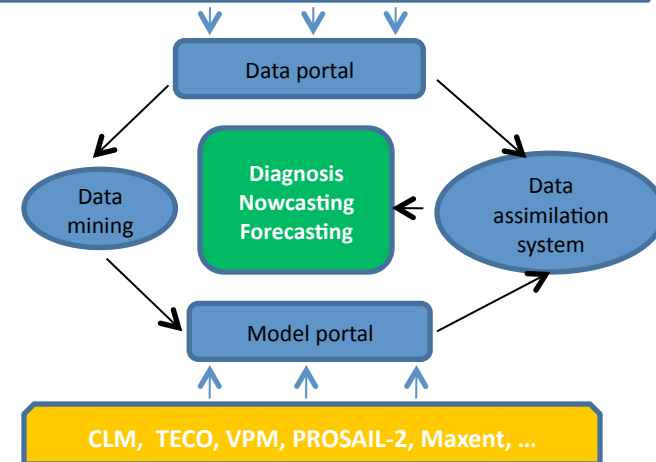 Data portal
Diagnosis
Nowcasting
Forecasting
Data
mining
Data
assimilation
system
Model portal
CLM, TECO, VPM, PROSAIL-2, Maxent, ...